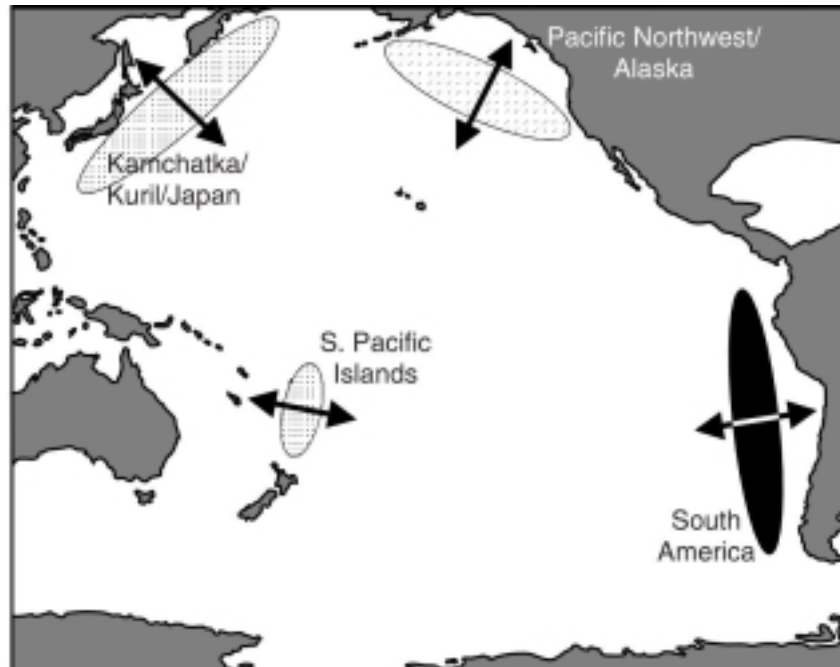 Pacific Northwest/
Alaska
Kamchatka/
Kuril/Japan
S. Pacific
Islands
South
America